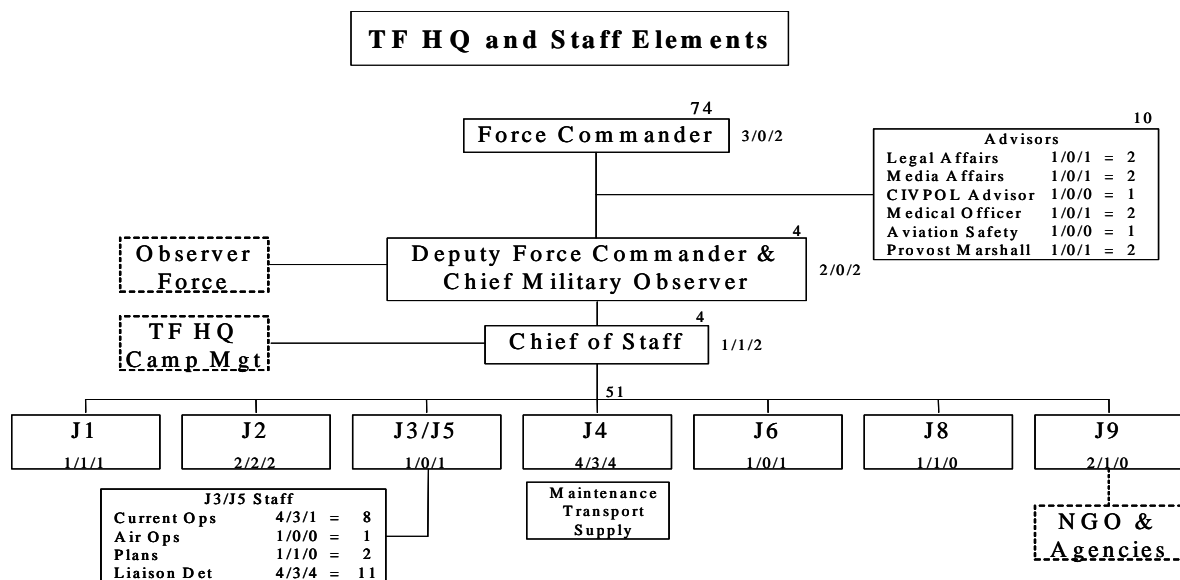 TF HQ and Staff Elements
74
Force Commander
3/0/2
10
Advisors
Legal Affairs 1/0/1 = 2
Media Affairs 1/0/1 = 2
CIVPOL Advisor 1/0/0 = 1
Medical Officer 1/0/1 = 2
Aviation Safety 1/0/0 = 1
Provost Marshall 1/0/1 = 2
Observer
Force
4
Deputy Force Commander &
Chief Military Observer
2/0/2
TF HQ
Camp Mgt
4
Chief of Staff
1/1/2
51
J1
1/1/1
J2
2/2/2
J3/J5
1/0/1
J4
4/3/4
J6
1/0/1
J8
1/1/0
J9
2/1/0
J3/J5 Staff
Current Ops 4/3/1 = 8
Air Ops 1/0/0 = 1
Plans 1/1/0 = 2
Liaison Det 4/3/4 = 11
Maintenance
Transport
Supply
NGO &
Agencies